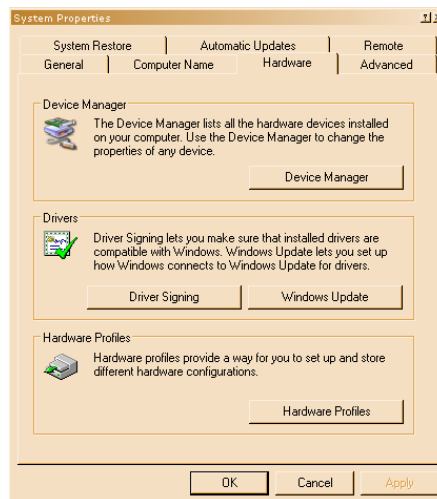 System Properties
System Restore Automatic Updates Remote
General Computer Name Hardware Advanced
Device Manager
The Device Manager lists all the hardware devices installed
on your computer. Use the Device Manager to change the
properties of any device.
Device Manager
Drivers
Driver Signing lets you make sure that installed drivers are
compatible with Windows. Windows Update lets you set up
how Windows connects to Windows Update for drivers.
Driver Signing Windows Update
Hardware Profiles
Hardware profiles provide a way for you to set up and store
different hardware configurations.
Hardware Profiles
OK Cancel Apply